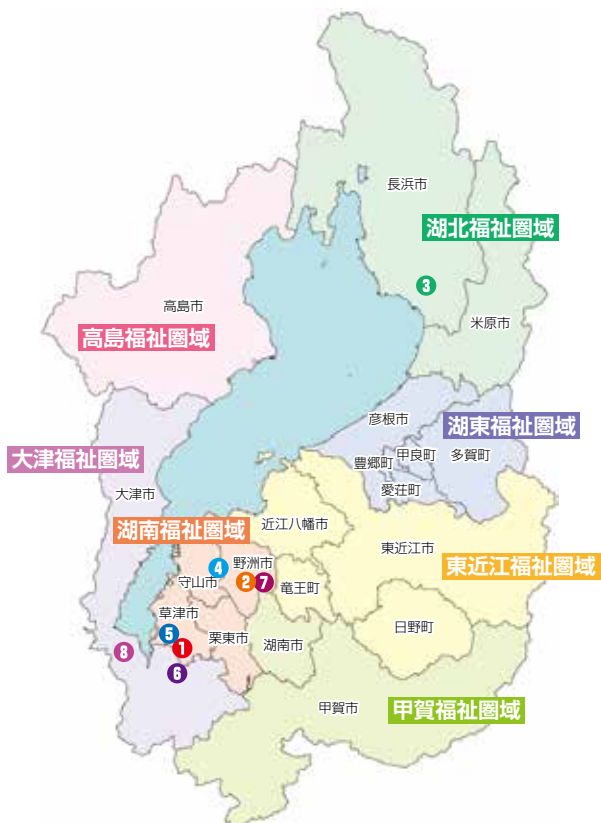 長浜市
湖北福祉圏域
3
高島市
米原市
高島福祉圏域
彦根市
湖東福祉圏域
豊郷町
甲良町
多賀町
大津福祉圏域
愛荘町
大津市
湖南福祉圏域
近江八幡市
東近江市
4
野洲市
東近江福祉圏域
守山市
2
7
竜王町
草津市
日野町
5
栗東市
湖南市
1
8
6
甲賀市
甲賀福祉圏域